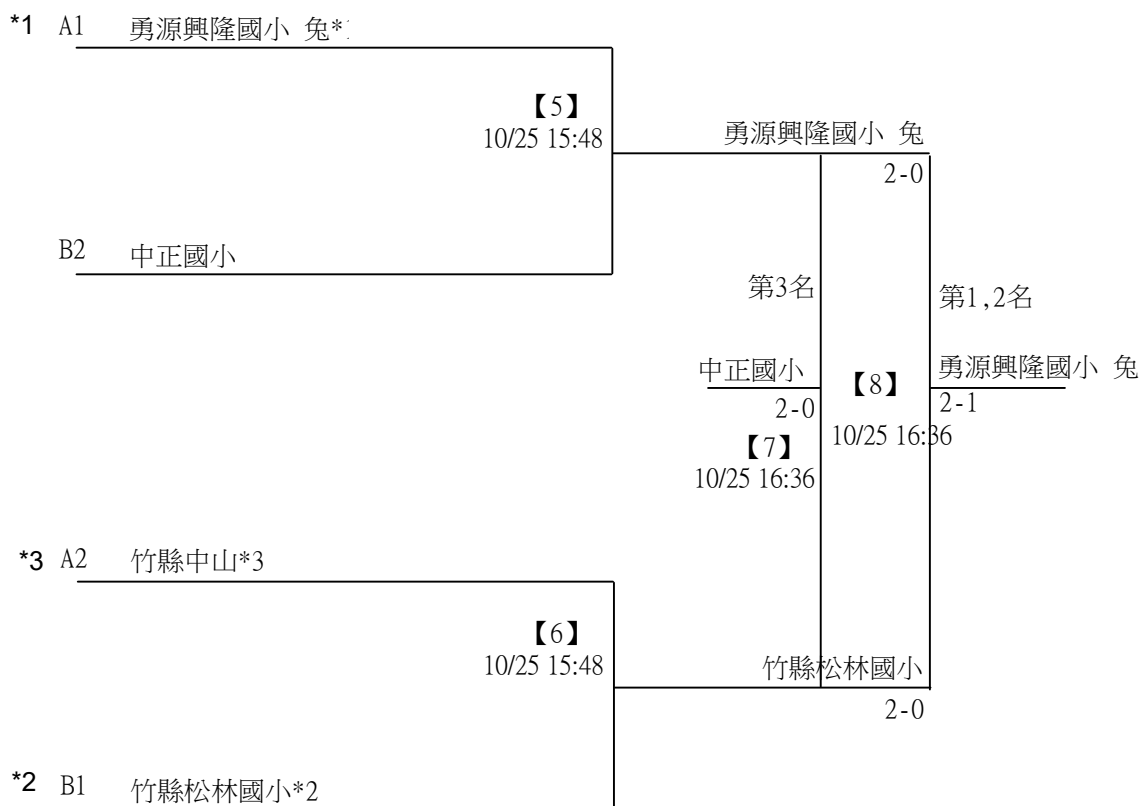 *1 A1 勇源興隆國小 兔*
【5】
10/25 15:48
勇源興隆國小 兔
2-0
B2 中正國小
第3名
第1,2名
中正國小
2-0
【7】
10/25 16:36
【8】
10/25 16:36
勇源興隆國小 兔
2-1
*3 A2 竹縣中山*3
【6】
10/25 15:48
竹縣松林國小
2-0
*2 B1 竹縣松林國小*2